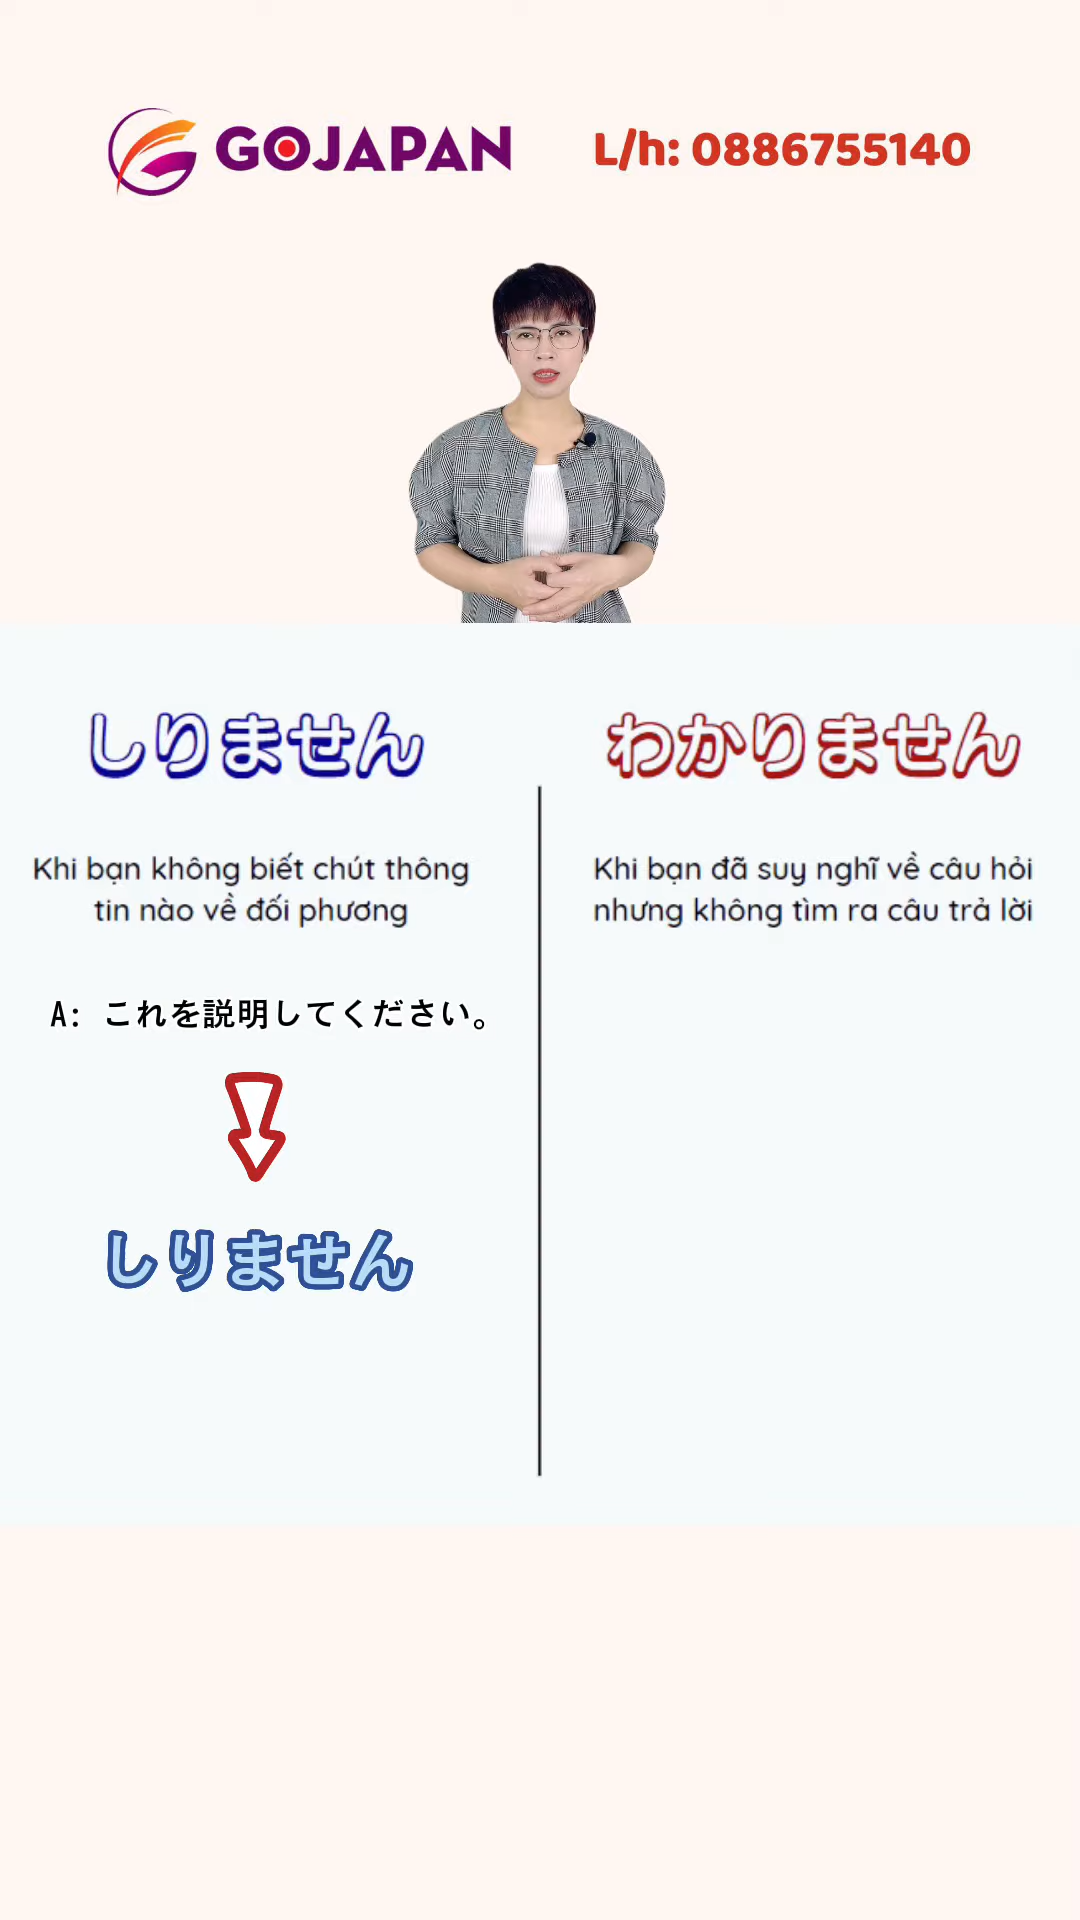 GOJAPAN
L/h: 0886755140
しりません
Khi bạn không biết chút thông
tin nào về đối phương
A: これを説明してください。
しりません
わかりません
Khi bạn đã suy nghĩ về câu hỏi
nhưng không tìm ra câu trả lời